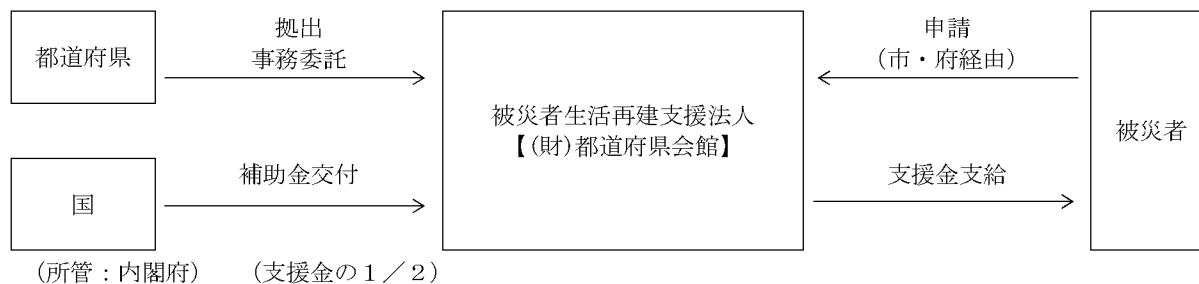 都道府県
拠出
事務委託
被災者生活再建支援法人
【(財)都道府県会館】
申請
(市・府経由)
被災者
国
補助金交付
支援金支給
(所管：内閣府)
(支援金の１／２)